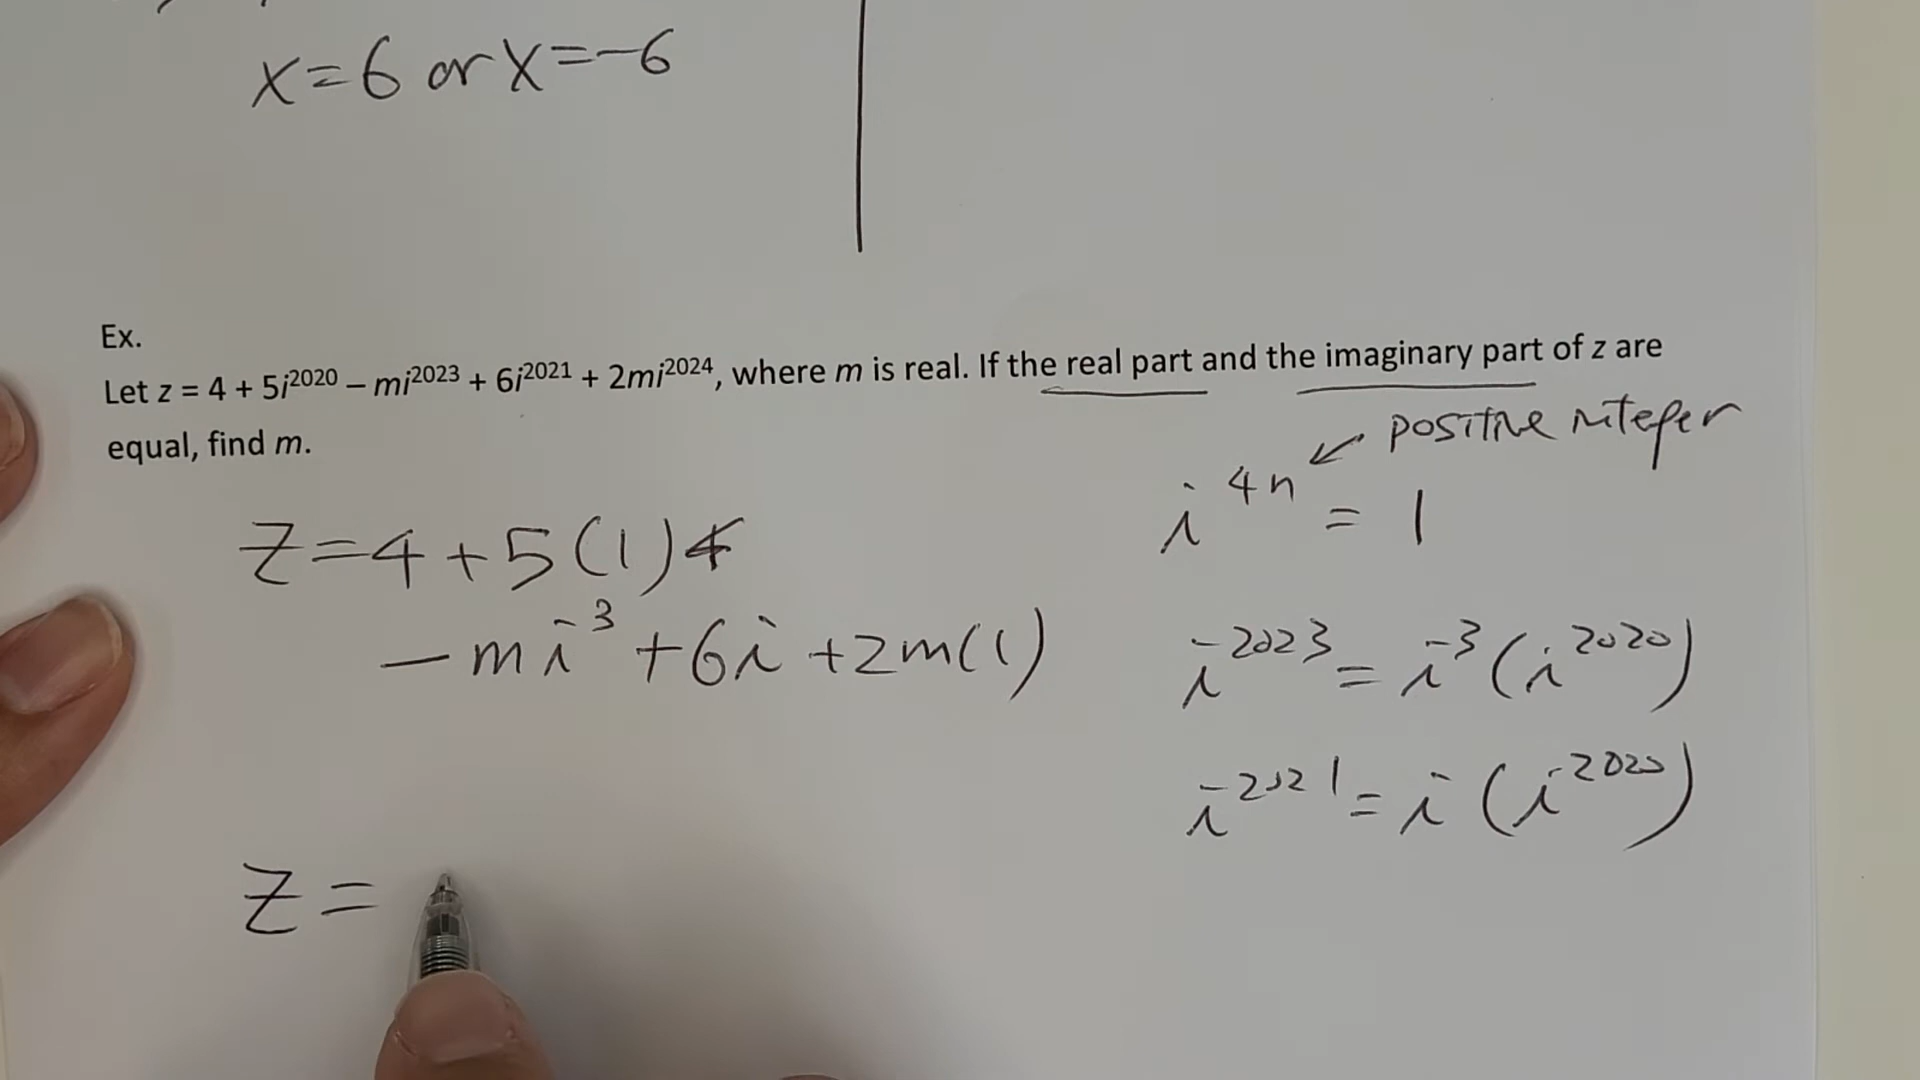 x=6 or x=-6
Ex.
Let z = 4 + 5i²⁰²⁰ – mi²⁰²³ + 6i²⁰²¹ + 2mi²⁰²⁴, where m is real. If the real part and the imaginary part of z are
equal, find m.
positive integer
i⁴ⁿ = 1
z=4+5(1)
-mi³+6i+2m(1)
i²⁰²³=i³(i²⁰²⁰)
i²⁰²¹=i(i²⁰²⁰)
z=